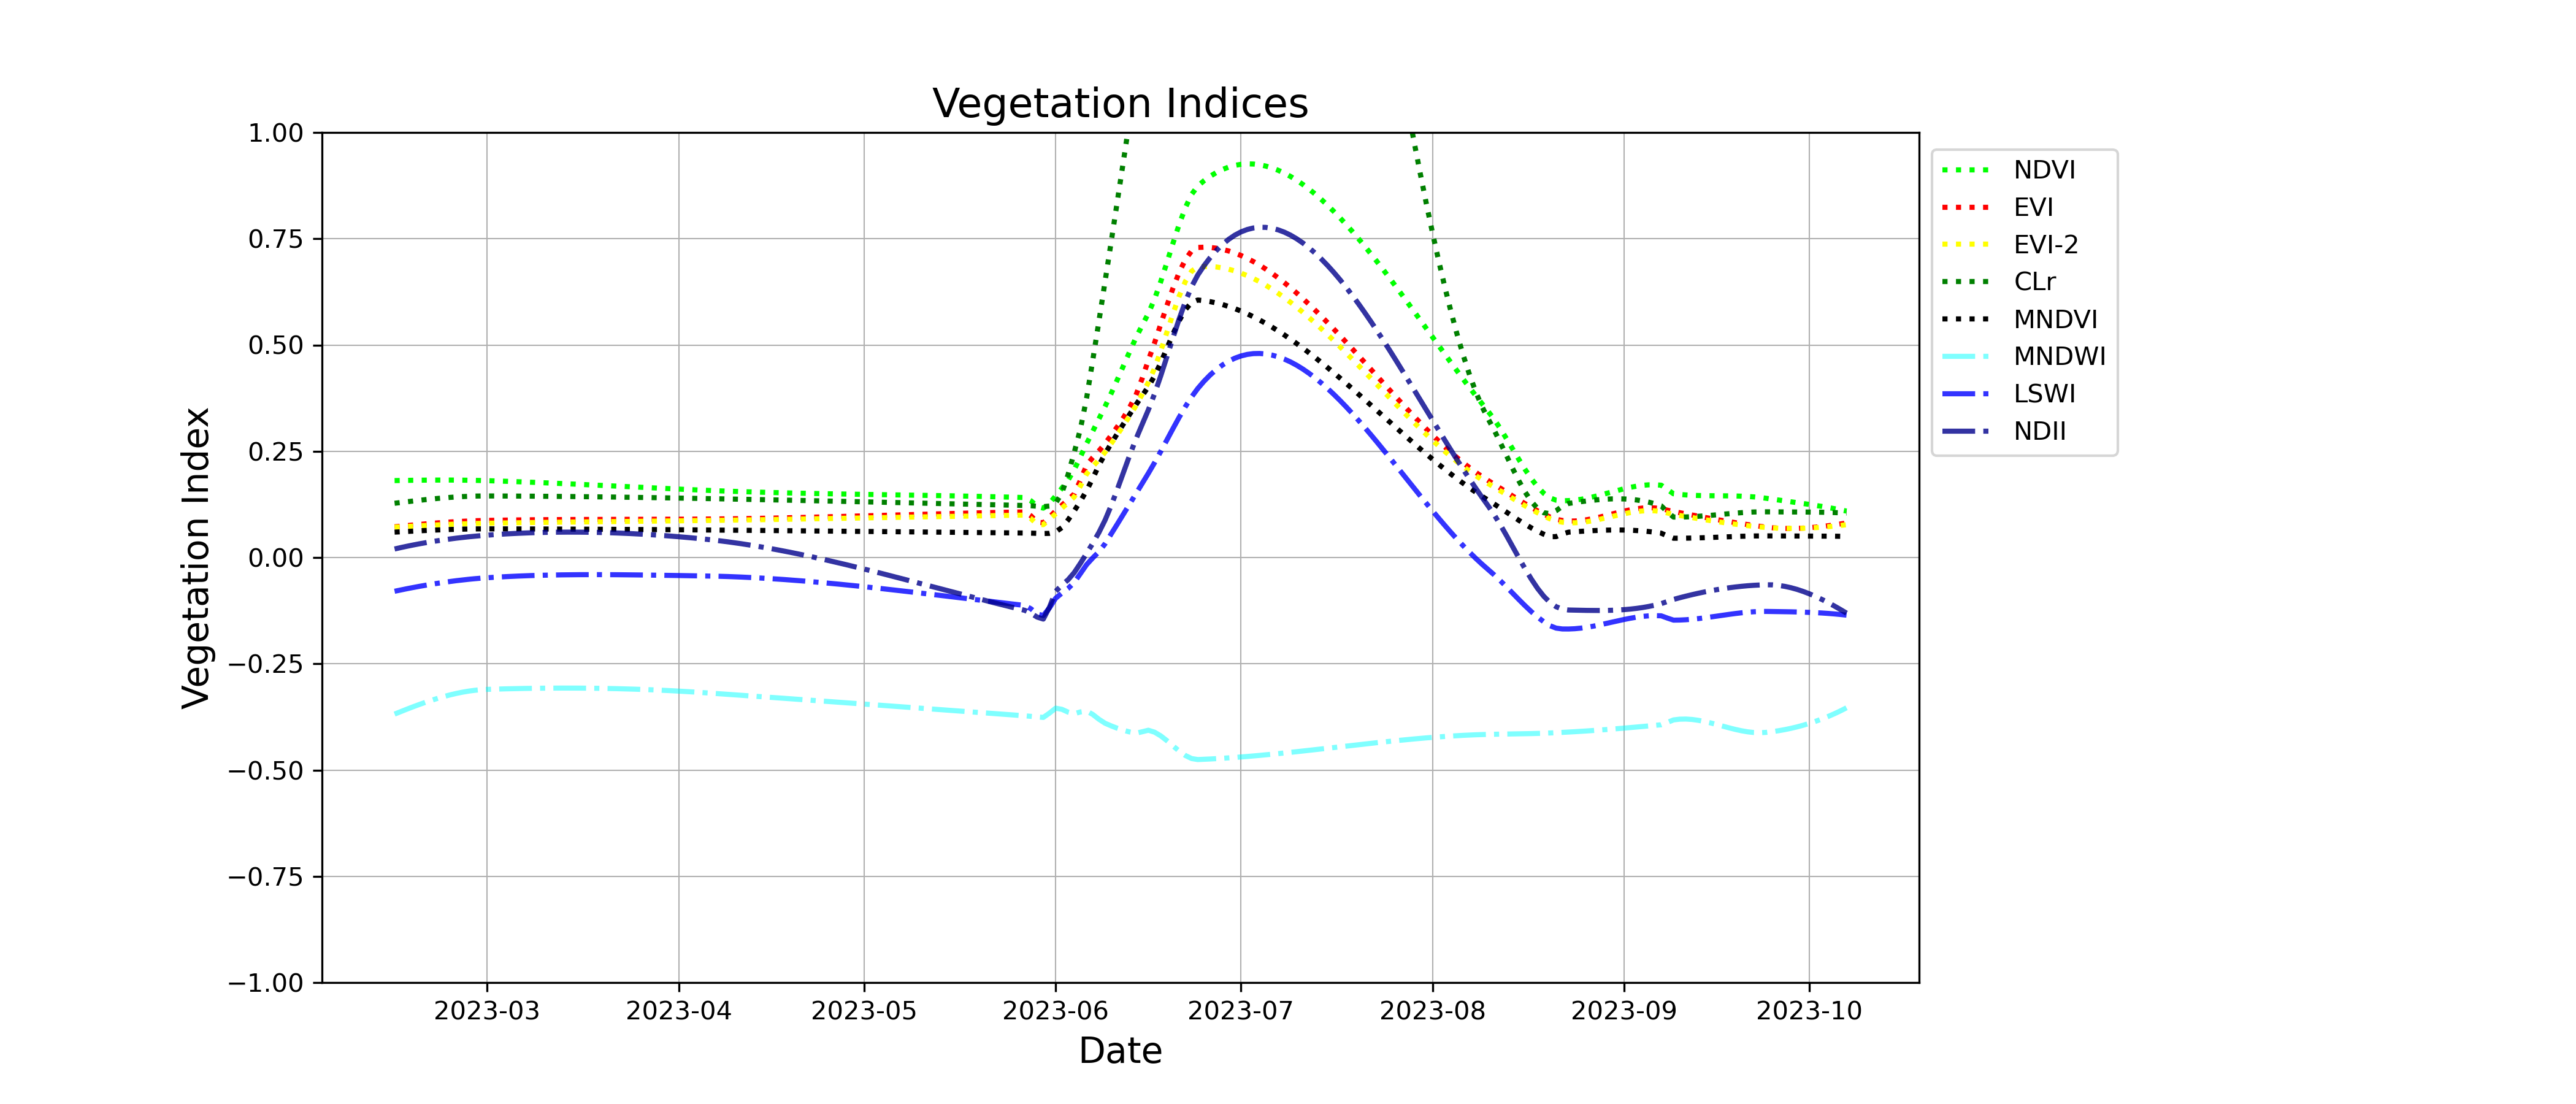 Vegetation Indices
Vegetation Index
1.00
0.75
0.50
0.25
0.00
−0.25
−0.50
−0.75
−1.00
2023-03 2023-04 2023-05 2023-06 2023-07 2023-08 2023-09 2023-10
Date
NDVI
EVI
EVI-2
CLr
MNDVI
MNDWI
LSWI
NDII